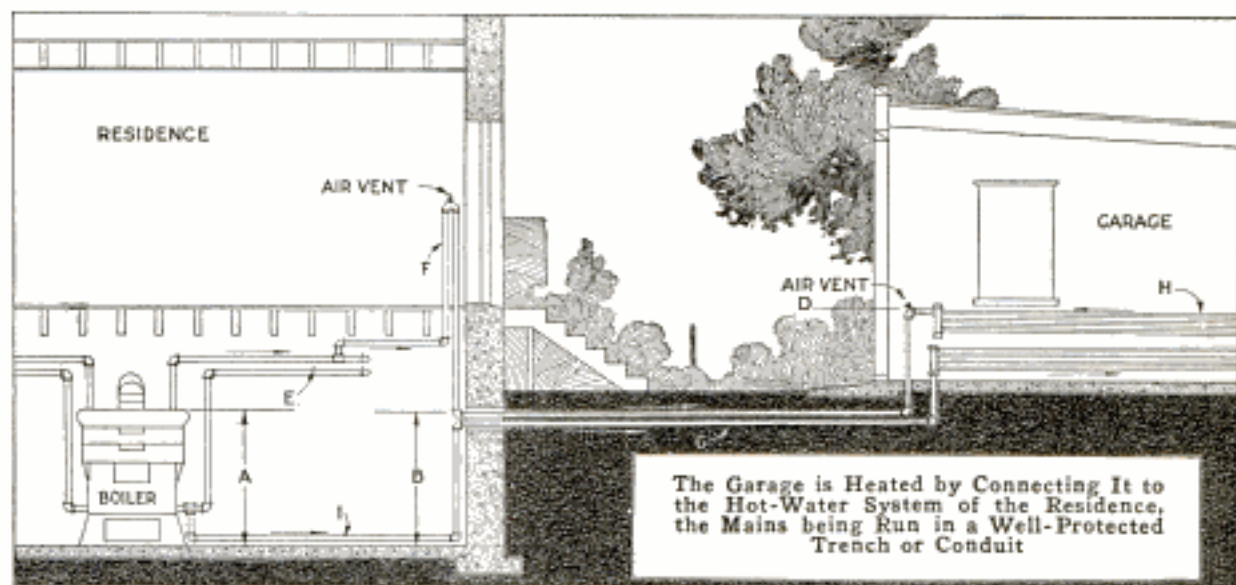 RESIDENCE
AIR VENT
F
GARAGE
AIR VENT
D
H
E
A
B
BOILER
I
G
The Garage is Heated by Connecting It to
the Hot-Water System of the Residence,
the Mains being Run in a Well-Protected
Trench or Conduit